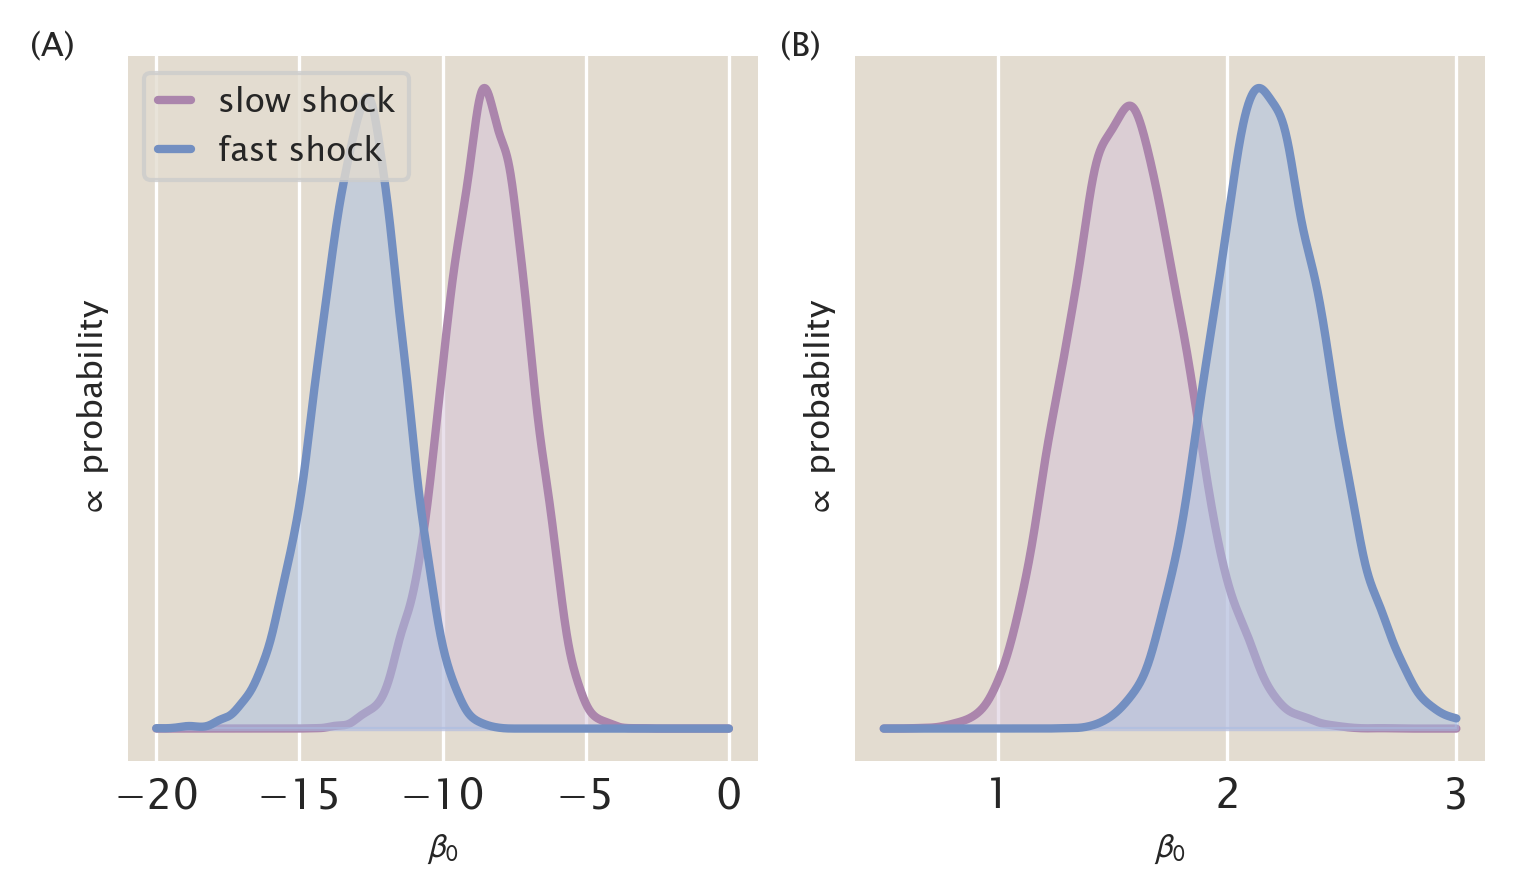 (A)
slow shock
fast shock
∝ probability
−20 −15 −10 −5 0
β₀
(B)
∝ probability
1 2 3
β₀